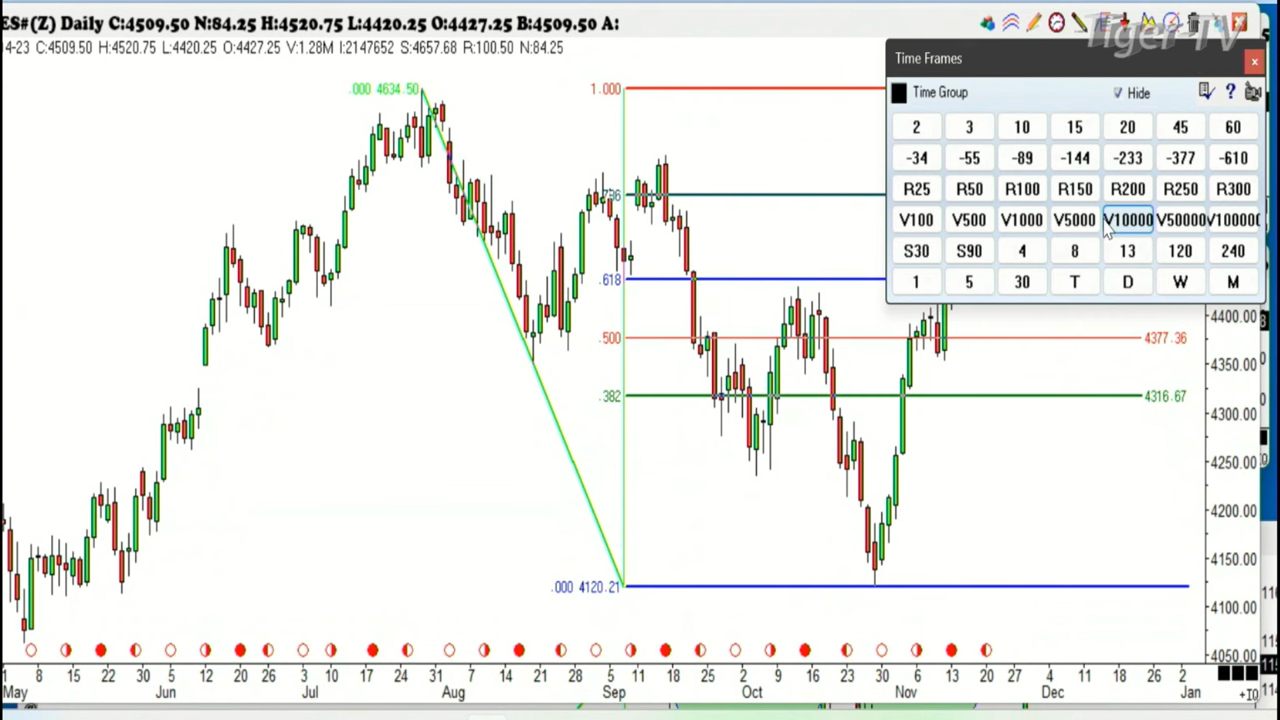 ES#(Z) Daily C:4509.50 N:84.25 H:4520.75 L:4420.25 O:4427.25 B:4509.50 A:
4-23 C:4509.50 H:4520.75 L:4420.25 O:4427.25 V:1.28M I:2147652 S:4657.68 R:100.50 N:84.25
Tiger TV
Time Frames
Time Group
Hide
?
2 3 10 15 20 45 60
-34 -55 -89 -144 -233 -377 -610
R25 R50 R100 R150 R200 R250 R300
V100 V500 V1000 V5000 V10000 V50000 V100000
S30 S90 4 8 13 120 240
1 5 30 T D W M
.000 4634.50
1.000
.786
.618
.500
4377.36
.382
4316.67
.000 4120.21
4400.00
4350.00
4300.00
4250.00
4200.00
4150.00
4100.00
4050.00
1 8 15 22 30 5 12 20 26 3 10 17 24 31 7 14 21 28 5 11 18 25 2 9 16 23 30 6 13 20 27 4 11 18 26 2
May Jun Jul Aug Sep Oct Nov Dec Jan